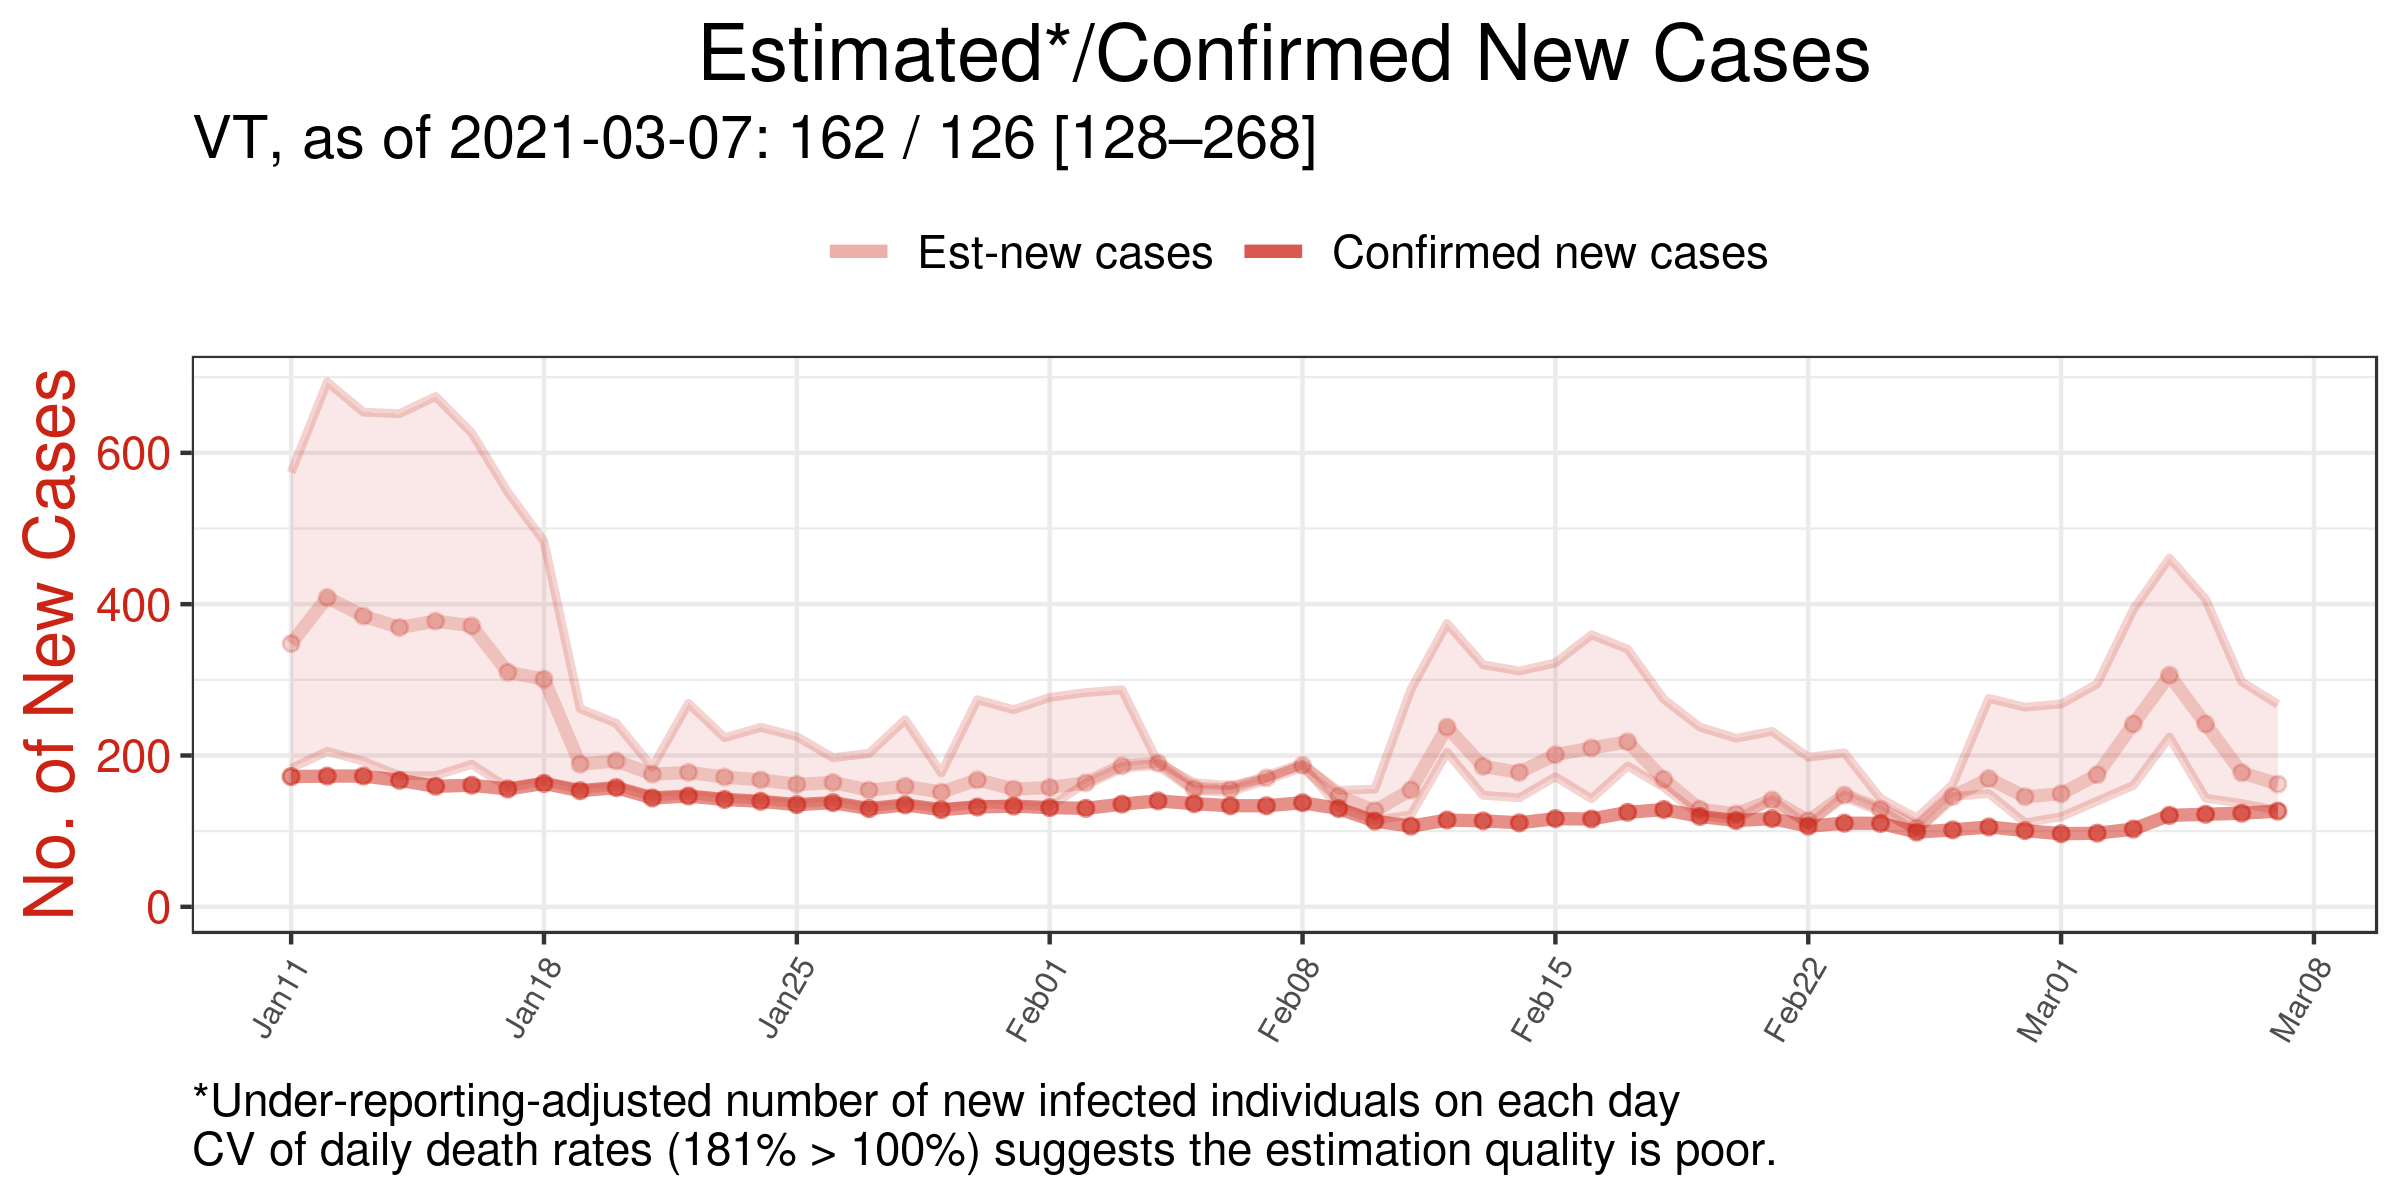 Estimated*/Confirmed New Cases
VT, as of 2021-03-07: 162 / 126 [128–268]
Est-new cases
Confirmed new cases
No. of New Cases
600
400
200
0
Jan11
Jan18
Jan25
Feb01
Feb08
Feb15
Feb22
Mar01
Mar08
*Under-reporting-adjusted number of new infected individuals on each day
CV of daily death rates (181% > 100%) suggests the estimation quality is poor.